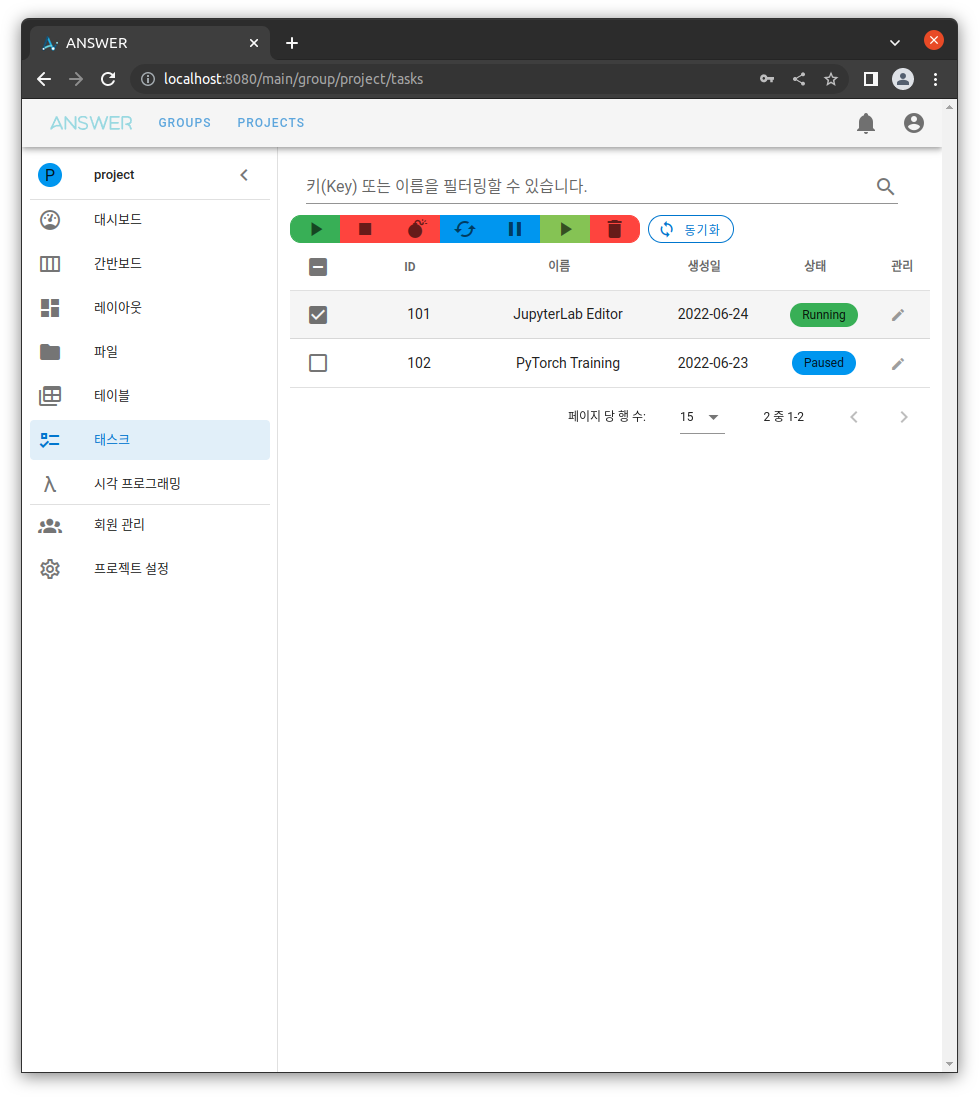 ANSWER
localhost:8080/main/group/project/tasks
ANSWER GROUPS PROJECTS
P project
대시보드
간반보드
레이아웃
파일
테이블
태스크
λ 시각 프로그래밍
회원 관리
프로젝트 설정
키(Key) 또는 이름을 필터링할 수 있습니다.
동기화
ID 이름 생성일 상태 관리
101 JupyterLab Editor 2022-06-24 Running
102 PyTorch Training 2022-06-23 Paused
페이지 당 행 수: 15 2 중 1-2